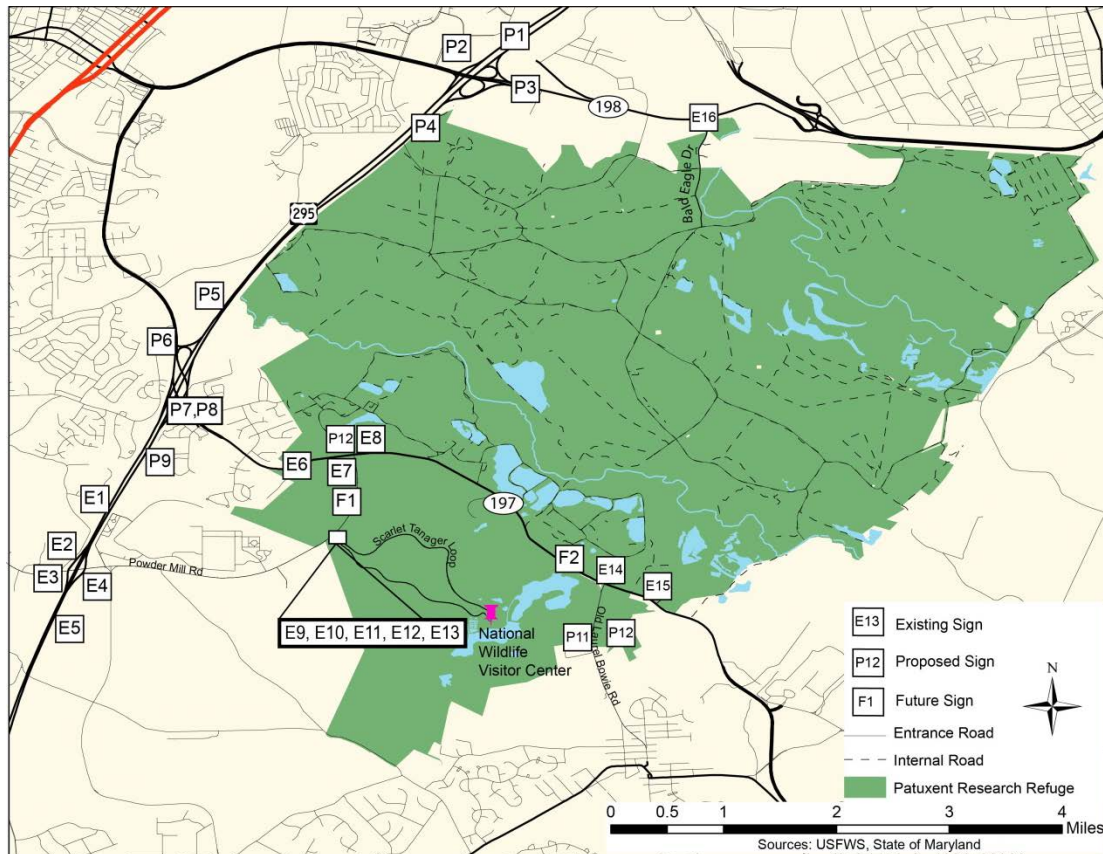 P1
P2
P3
198
E16
P4
Bald Eagle Dr
295
P5
P6
P7,P8
P12
E8
E6
P9
E7
E1
F1
197
Scarlet Tanager Loop
E2
F2
E3
Powder Mill Rd
E4
E14
E15
E5
E9, E10, E11, E12, E13
National
Wildlife
Visitor Center
P11
P12
Old Laurel Bowie Rd
E13 Existing Sign
P12 Proposed Sign
F1 Future Sign
N
Entrance Road
Internal Road
Patuxent Research Refuge
0 0.5 1 2 3 4
Miles
Sources: USFWS, State of Maryland